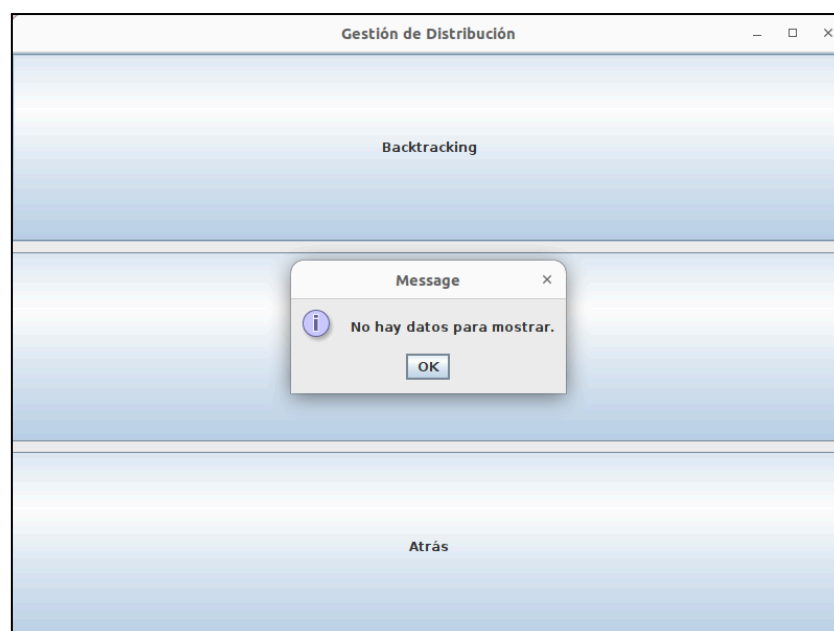 Gestión de Distribución
Backtracking
Message
No hay datos para mostrar.
OK
Atrás